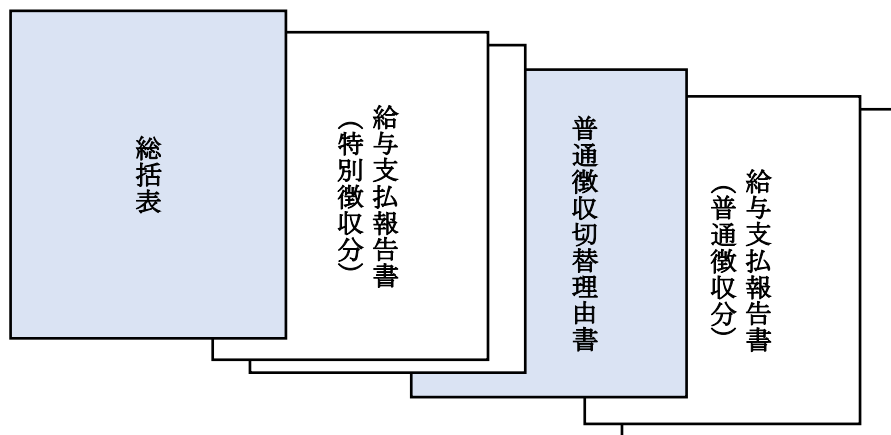 総括表
給与支払報告書
（特別徴収分）
普通徴収切替理由書
給与支払報告書
（普通徴収分）